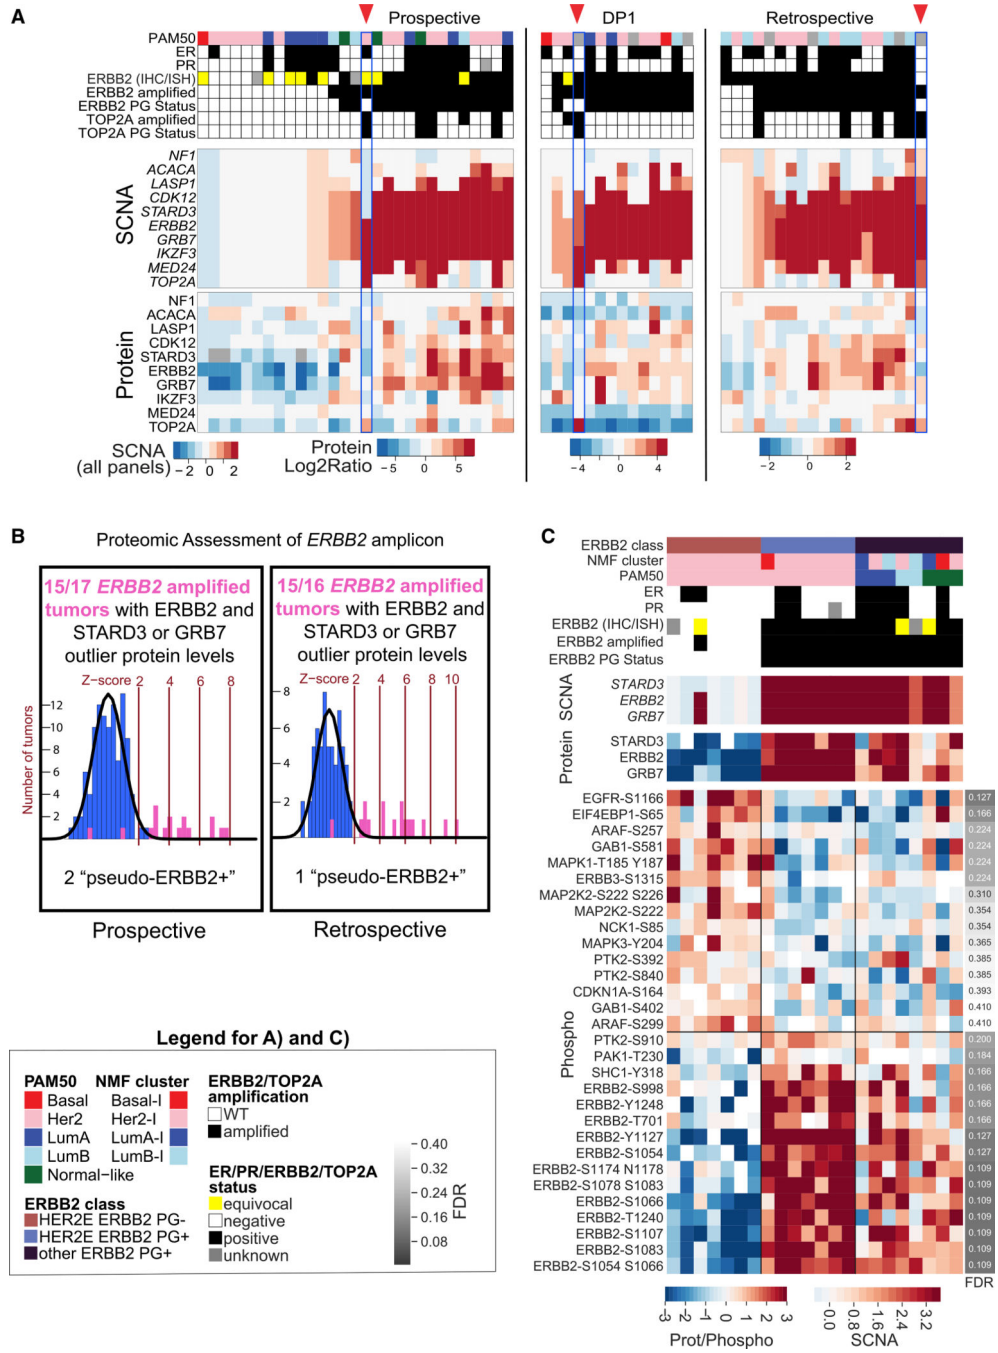 A
Prospective
DP1
Retrospective
PAM50
ER
PR
ERBB2 (IHC/ISH)
ERBB2 amplified
ERBB2 PG Status
TOP2A amplified
TOP2A PG Status
SCNA
NF1
ACACA
LASP1
CDK12
STARD3
ERBB2
GRB7
IKZF3
MED24
TOP2A
Protein
NF1
ACACA
LASP1
CDK12
STARD3
ERBB2
GRB7
IKZF3
MED24
TOP2A
SCNA
(all panels)
−2 0 2
Protein
Log2Ratio
−5 0 5
−4 0 4
−2 0 2
B
Proteomic Assessment of ERBB2 amplicon
15/17 ERBB2 amplified
tumors with ERBB2 and
STARD3 or GRB7
outlier protein levels
Z−score 2 4 6 8
Number of tumors
12
10
8
6
4
2
2 “pseudo-ERBB2+”
Prospective
15/16 ERBB2 amplified
tumors with ERBB2 and
STARD3 or GRB7
outlier protein levels
Z−score 2 4 6 8 10
8
6
4
2
1 “pseudo-ERBB2+”
Retrospective
Legend for A) and C)
PAM50
Basal
Her2
LumA
LumB
Normal−like
NMF cluster
Basal-I
Her2-I
LumA-I
LumB-I
ERBB2 class
HER2E ERBB2 PG-
HER2E ERBB2 PG+
other ERBB2 PG+
ERBB2/TOP2A
amplification
WT
amplified
ER/PR/ERBB2/TOP2A
status
equivocal
negative
positive
unknown
0.40
0.32
0.24
0.16
0.08
FDR
C
ERBB2 class
NMF cluster
PAM50
ER
PR
ERBB2 (IHC/ISH)
ERBB2 amplified
ERBB2 PG Status
SCNA
STARD3
ERBB2
GRB7
Protein
STARD3
ERBB2
GRB7
Phospho
EGFR-S1166 0.127
EIF4EBP1-S65 0.166
ARAF-S257 0.224
GAB1-S581 0.224
MAPK1-T185 Y187 0.224
ERBB3-S1315 0.224
MAP2K2-S222 S226 0.310
MAP2K2-S222 0.354
NCK1-S85 0.354
MAPK3-Y204 0.365
PTK2-S392 0.385
PTK2-S840 0.385
CDKN1A-S164 0.393
GAB1-S402 0.410
ARAF-S299 0.410
PTK2-S910 0.200
PAK1-T230 0.184
SHC1-Y318 0.166
ERBB2-S998 0.166
ERBB2-Y1248 0.166
ERBB2-T701 0.166
ERBB2-Y1127 0.127
ERBB2-S1054 0.127
ERBB2-S1174 N1178 0.109
ERBB2-S1078 S1083 0.109
ERBB2-S1066 0.109
ERBB2-T1240 0.109
ERBB2-S1107 0.109
ERBB2-S1083 0.109
ERBB2-S1054 S1066 0.109
FDR
−3 −2 −1 0 1 2 3
Prot/Phospho
0.0 0.8 1.6 2.4 3.2
SCNA